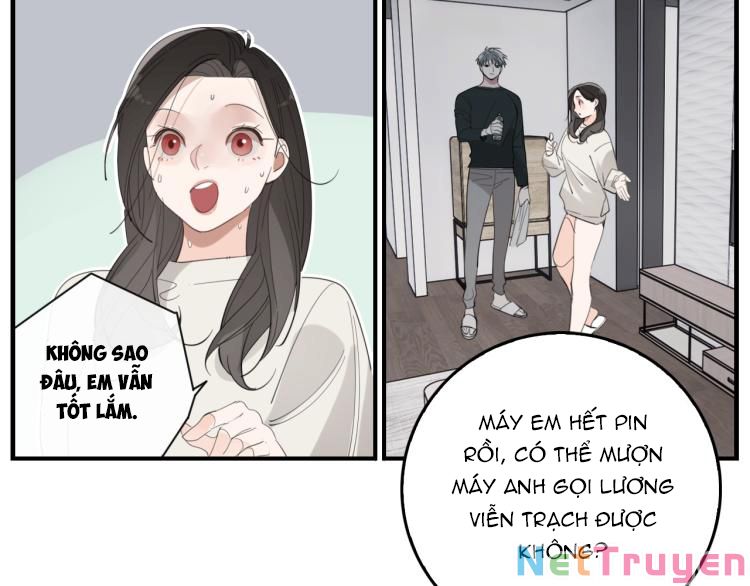 KHÔNG SAO
ĐÂU, EM VẪN
TỐT LẮM.
MÁY EM HẾT PIN
RỒI, CÓ THỂ MƯỢN
MÁY ANH GỌI LƯƠNG
VIỄN TRẠCH ĐƯỢC
KHÔNG?
NetTruyen